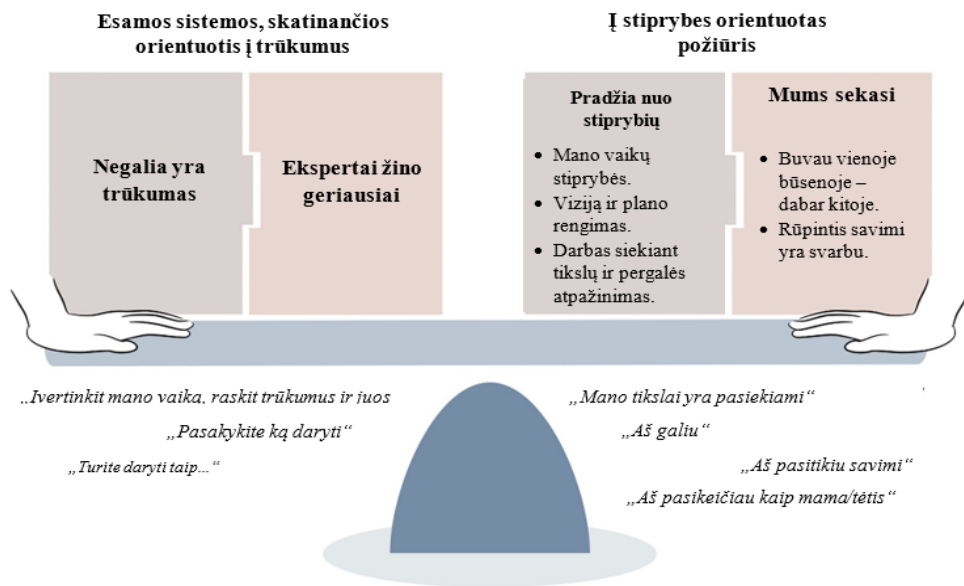 Esamos sistemos, skatinančios
orientuotis į trūkumus
Į stiprybes orientuotas
požiūris
Negalia yra
trūkumas
Ekspertai žino
geriausiai
Pradžia nuo
stiprybių
• Mano vaikų
stiprybės.
• Viziją ir plano
rengimas.
• Darbas siekiant
tikslų ir pergalės
atpažinimas.
Mums sekasi
• Buvau vienoje
būsenoje –
dabar kitoje.
• Rūpintis savimi
yra svarbu.
„Ivertinkit mano vaika, raskit trūkumus ir juos
„Pasakykite ką daryti“
„Turite daryti taip...“
„Mano tikslai yra pasiekiami“
„Aš galiu“
„Aš pasitikiu savimi“
„Aš pasikeičiau kaip mama/tėtis“